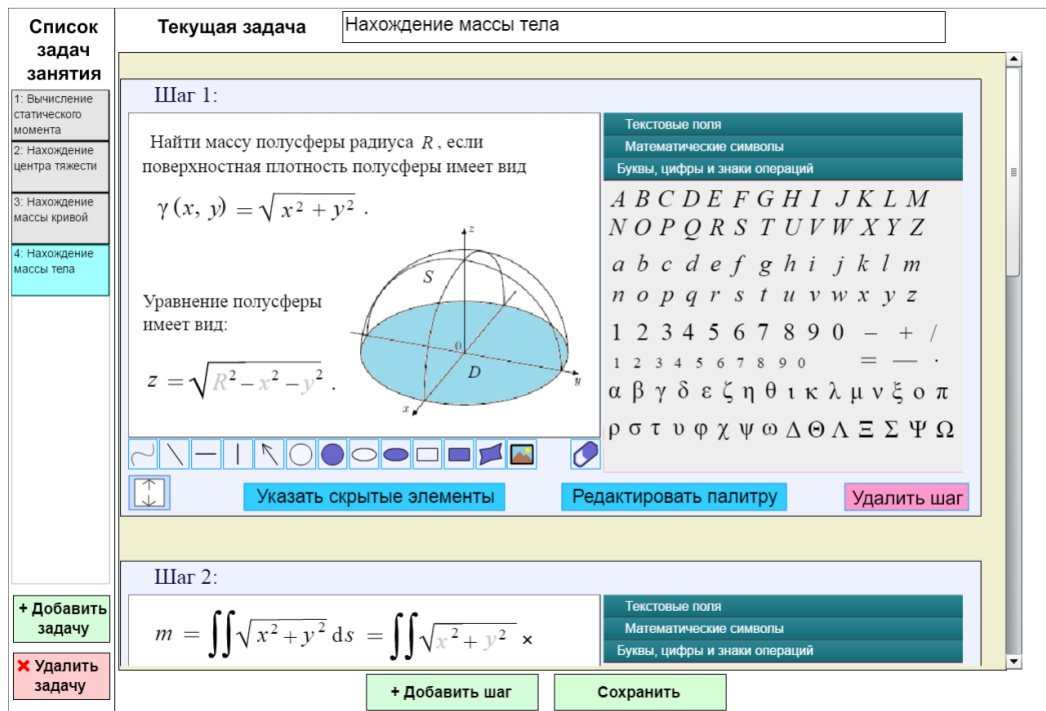 Список
задач
занятия
1: Вычисление
статического
момента
2: Нахождение
центра тяжести
3: Нахождение
массы кривой
4: Нахождение
массы тела
+ Добавить
задачу
Удалить
задачу
Текущая задача
Нахождение массы тела
Шаг 1:
Найти массу полусферы радиуса R , если
поверхностная плотность полусферы имеет вид
γ (x, y) = √x² + y² .
Уравнение полусферы
имеет вид:
z = √R² – x² – y² .
z
S
0
D
y
x
Текстовые поля
Математические символы
Буквы, цифры и знаки операций
A B C D E F G H I J K L M
N O P Q R S T U V W X Y Z
a b c d e f g h i j k l m
n o p q r s t u v w x y z
1 2 3 4 5 6 7 8 9 0 – + /
1 2 3 4 5 6 7 8 9 0 = — ·
α β γ δ ε ζ η θ ι κ λ μ ν ξ ο π
ρ σ τ υ φ χ ψ ω Δ Θ Λ Ξ Σ Ψ Ω
Указать скрытые элементы
Редактировать палитру
Удалить шаг
Шаг 2:
m = ∬√x² + y² ds = ∬√x² + y² ×
Текстовые поля
Математические символы
Буквы, цифры и знаки операций
+ Добавить шаг
Сохранить